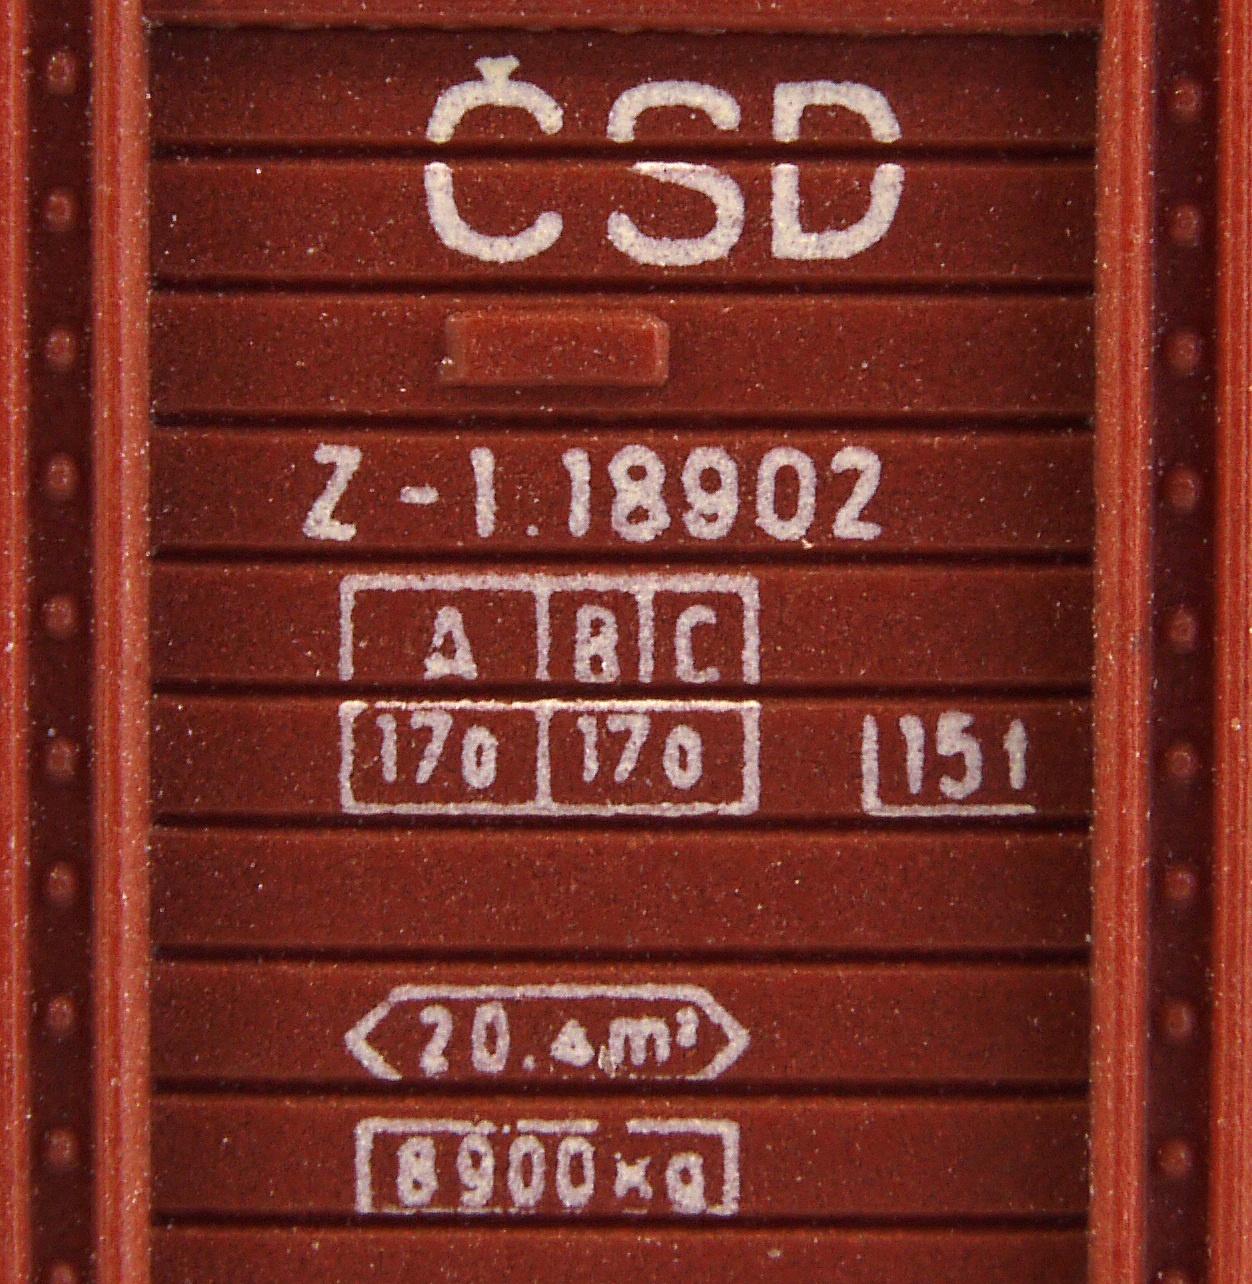 ČSD
Z-1.18902
A B C
170 170 15t
20.4m²
8900kg